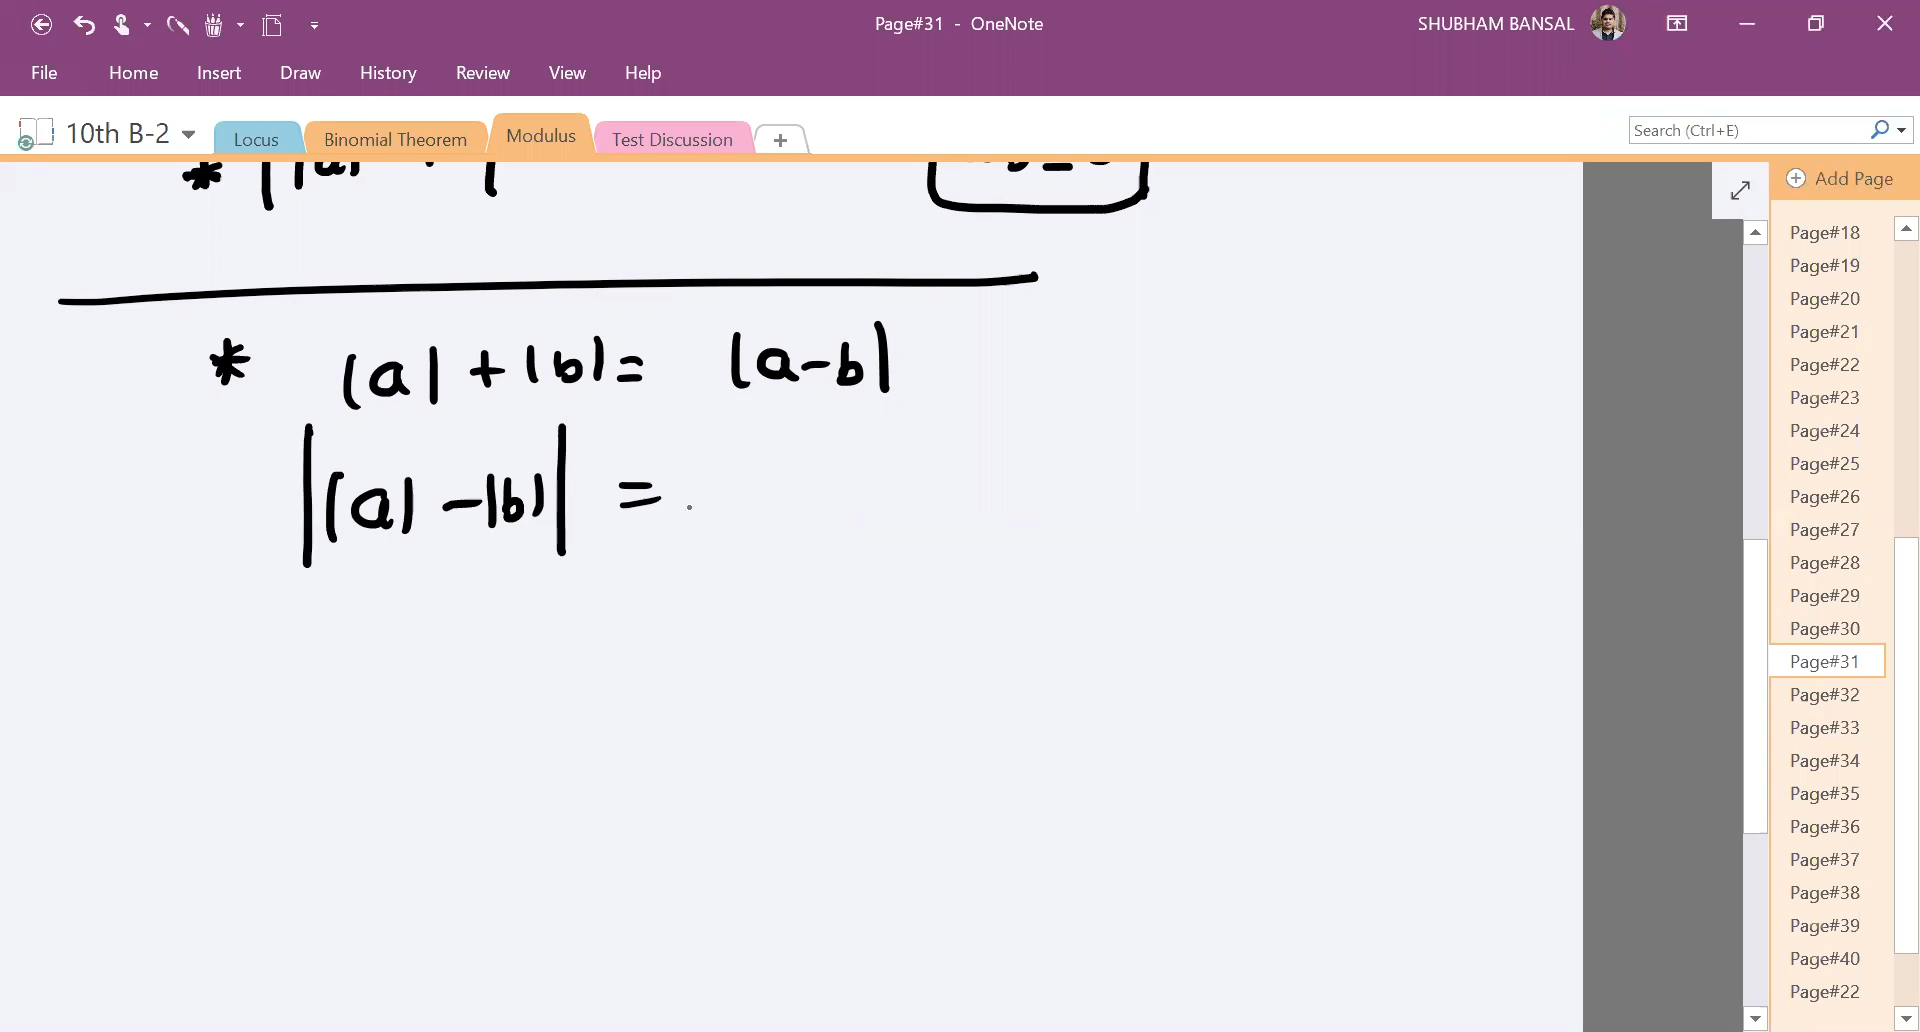 Page#31 - OneNote
SHUBHAM BANSAL
File Home Insert Draw History Review View Help
10th B-2
Locus Binomial Theorem Modulus Test Discussion +
Search (Ctrl+E)
Add Page
* |a| + |b| = |a-b|
||a| - |b|| =
Page#18
Page#19
Page#20
Page#21
Page#22
Page#23
Page#24
Page#25
Page#26
Page#27
Page#28
Page#29
Page#30
Page#31
Page#32
Page#33
Page#34
Page#35
Page#36
Page#37
Page#38
Page#39
Page#40
Page#22